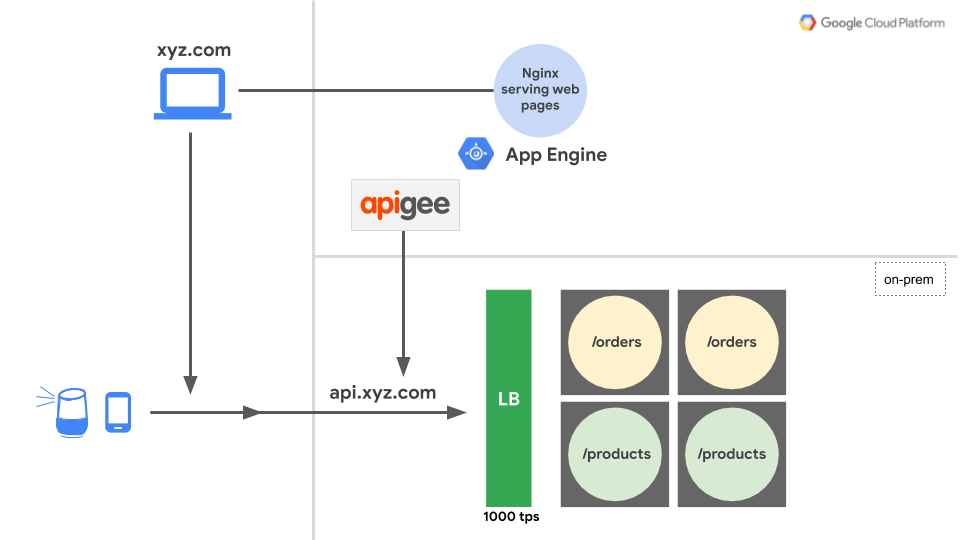 Google Cloud Platform
xyz.com
Nginx
serving web
pages
App Engine
apigee
on-prem
api.xyz.com
LB
/orders
/orders
/products
/products
1000 tps